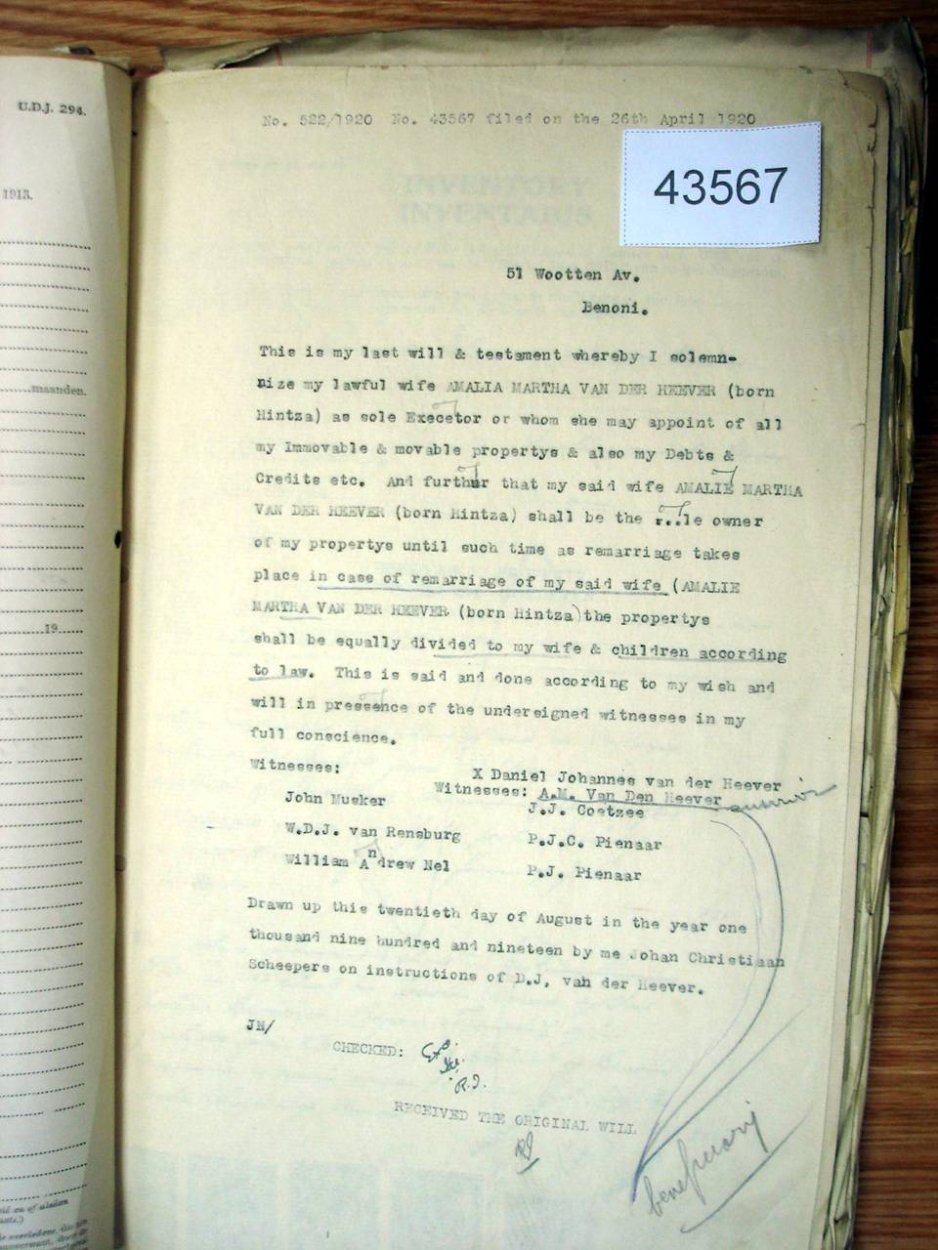 U.D.J. 294.
1913.
maanden.
19
No. 522/1920 No. 43567 filed on the 26th April 1920
43567
INVENTORY
INVENTARIS
51 Wootten Av.
Benoni.
This is my last will & testament whereby I solemn-
nize my lawful wife AMALIA MARTHA VAN DER HEEVER (born
Hintza) as sole Execetor or whom she may appoint of all
my Immovable & movable propertys & also my Debts &
Credits etc. And further that my said wife AMALIE MARTHA
VAN DER HEEVER (born Hintza) shall be the s..le owner
of my propertys until such time as remarriage takes
place in case of remarriage of my said wife (AMALIE
MARTHA VAN DER HEEVER (born Hintza) the propertys
shall be equally divided to my wife & children according
to law. This is said and done according to my wish and
will in pressence of the undersigned witnesses in my
full conscience.
Witnesses:
X Daniel Johannes van der Heever
Witnesses: A.M. Van Den Heever
John Musker
J.J. Coetzee
W.D.J. van Rensburg
P.J.C. Pienaar
William Andrew Nel
P.J. Pienaar
Drawn up this twentieth day of August in the year one
thousand nine hundred and nineteen by me Johan Christiaan
Scheepers on instructions of D.J. van der Heever.
JN/
CHECKED:
R.J.
RECEIVED THE ORIGINAL WILL
beneficiary